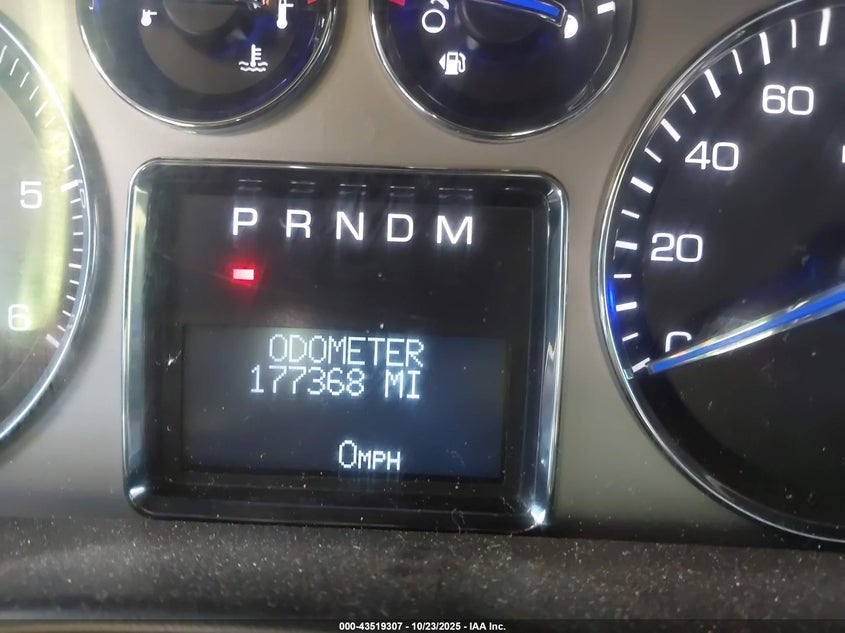 60
40
20
0
5
6
P R N D M
ODOMETER
177368 MI
0MPH
000-43519307 - 10/23/2025 - IAA Inc.